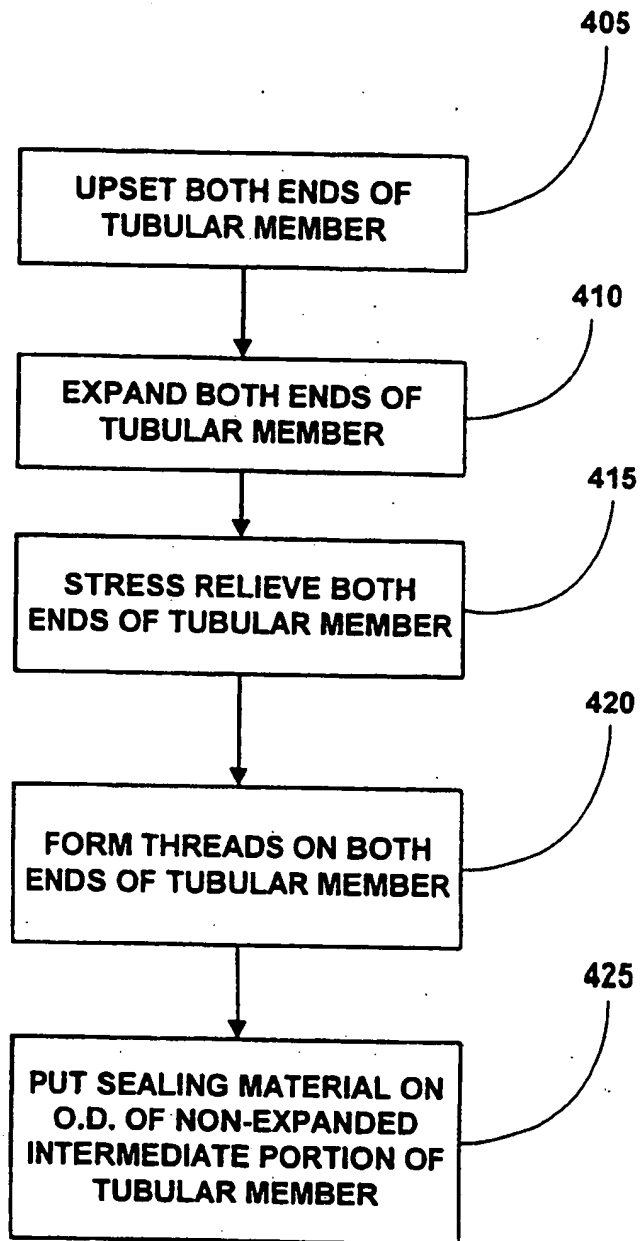 405
UPSET BOTH ENDS OF
TUBULAR MEMBER
410
EXPAND BOTH ENDS OF
TUBULAR MEMBER
415
STRESS RELIEVE BOTH
ENDS OF TUBULAR MEMBER
420
FORM THREADS ON BOTH
ENDS OF TUBULAR MEMBER
425
PUT SEALING MATERIAL ON
O.D. OF NON-EXPANDED
INTERMEDIATE PORTION OF
TUBULAR MEMBER